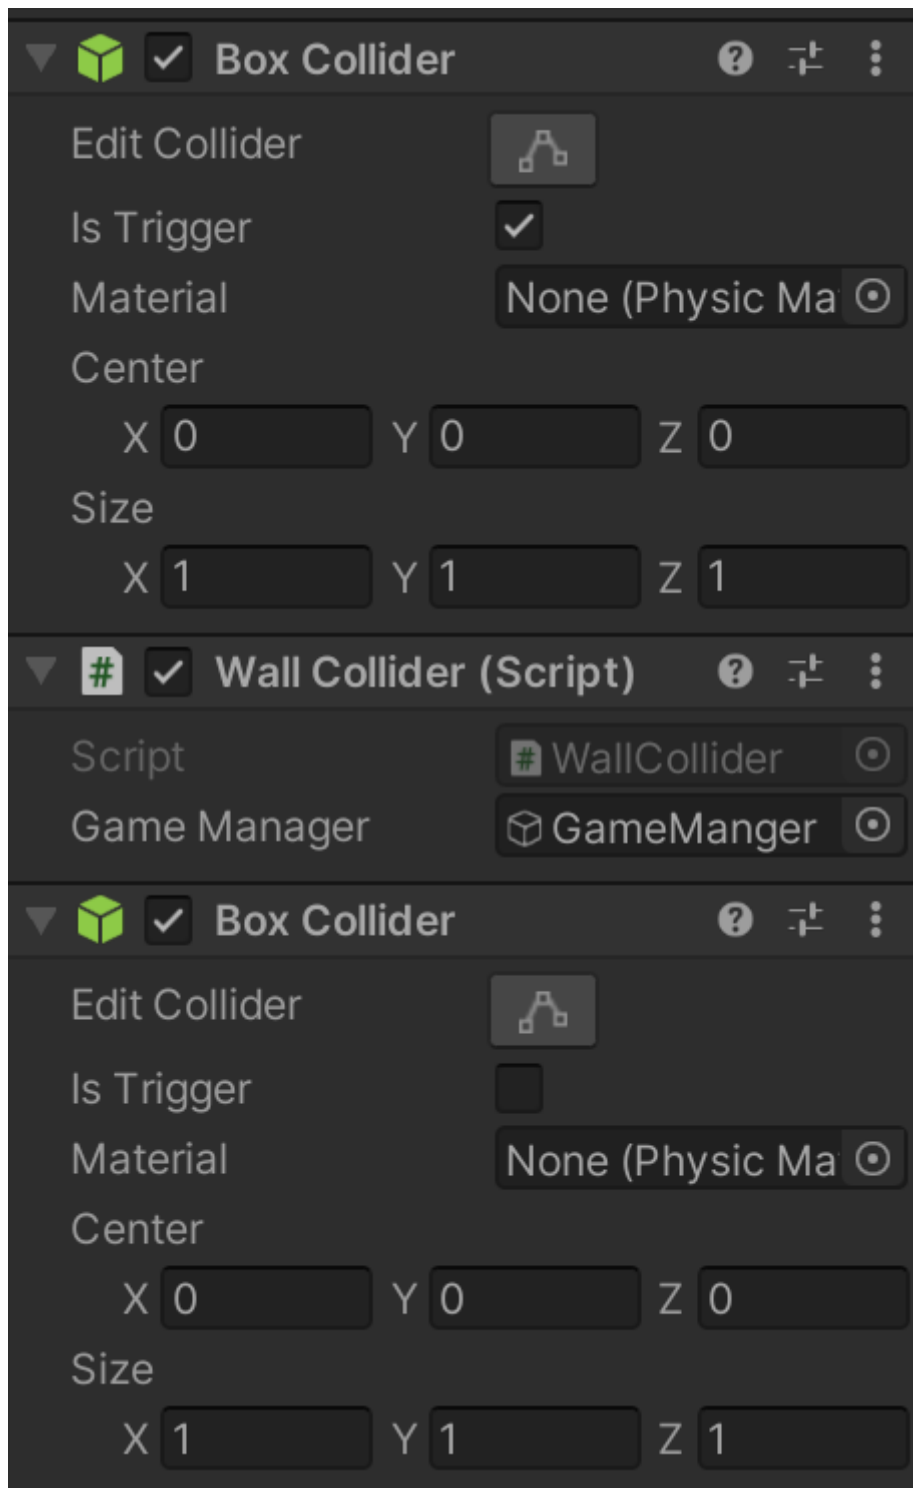 Box Collider
Edit Collider
Is Trigger
Material None (Physic Ma
Center
X 0 Y 0 Z 0
Size
X 1 Y 1 Z 1
# Wall Collider (Script)
Script # WallCollider
Game Manager GameManger
Box Collider
Edit Collider
Is Trigger
Material None (Physic Ma
Center
X 0 Y 0 Z 0
Size
X 1 Y 1 Z 1